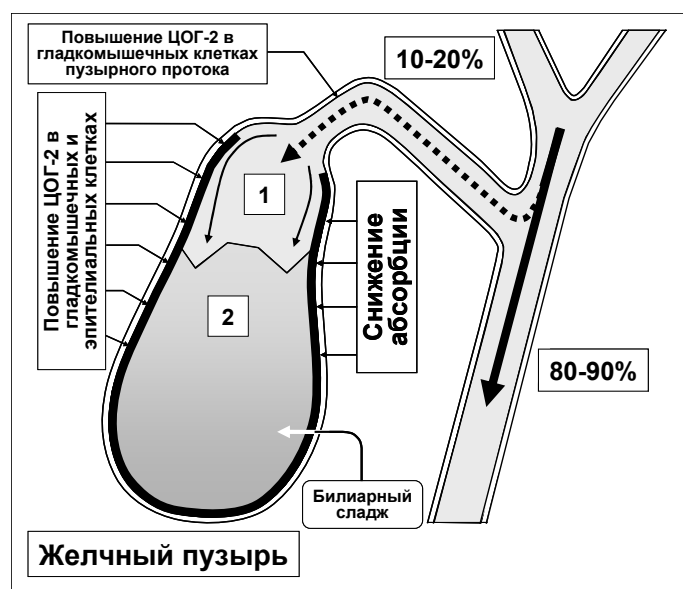 Повышение ЦОГ-2 в
гладкомышечных клетках
пузырного протока
10-20%
Повышение ЦОГ-2 в
гладкомышечных и
эпителиальных клетках
1
Снижение
абсорбции
2
80-90%
Билиарный
сладж
Желчный пузырь